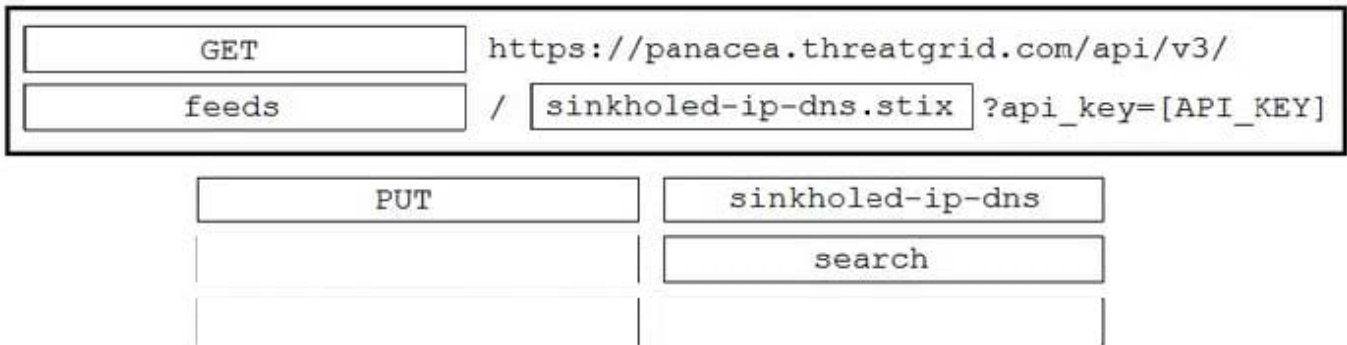 GET https://panacea.threatgrid.com/api/v3/
feeds / sinkholed-ip-dns.stix ?api_key=[API_KEY]
PUT sinkholed-ip-dns
search